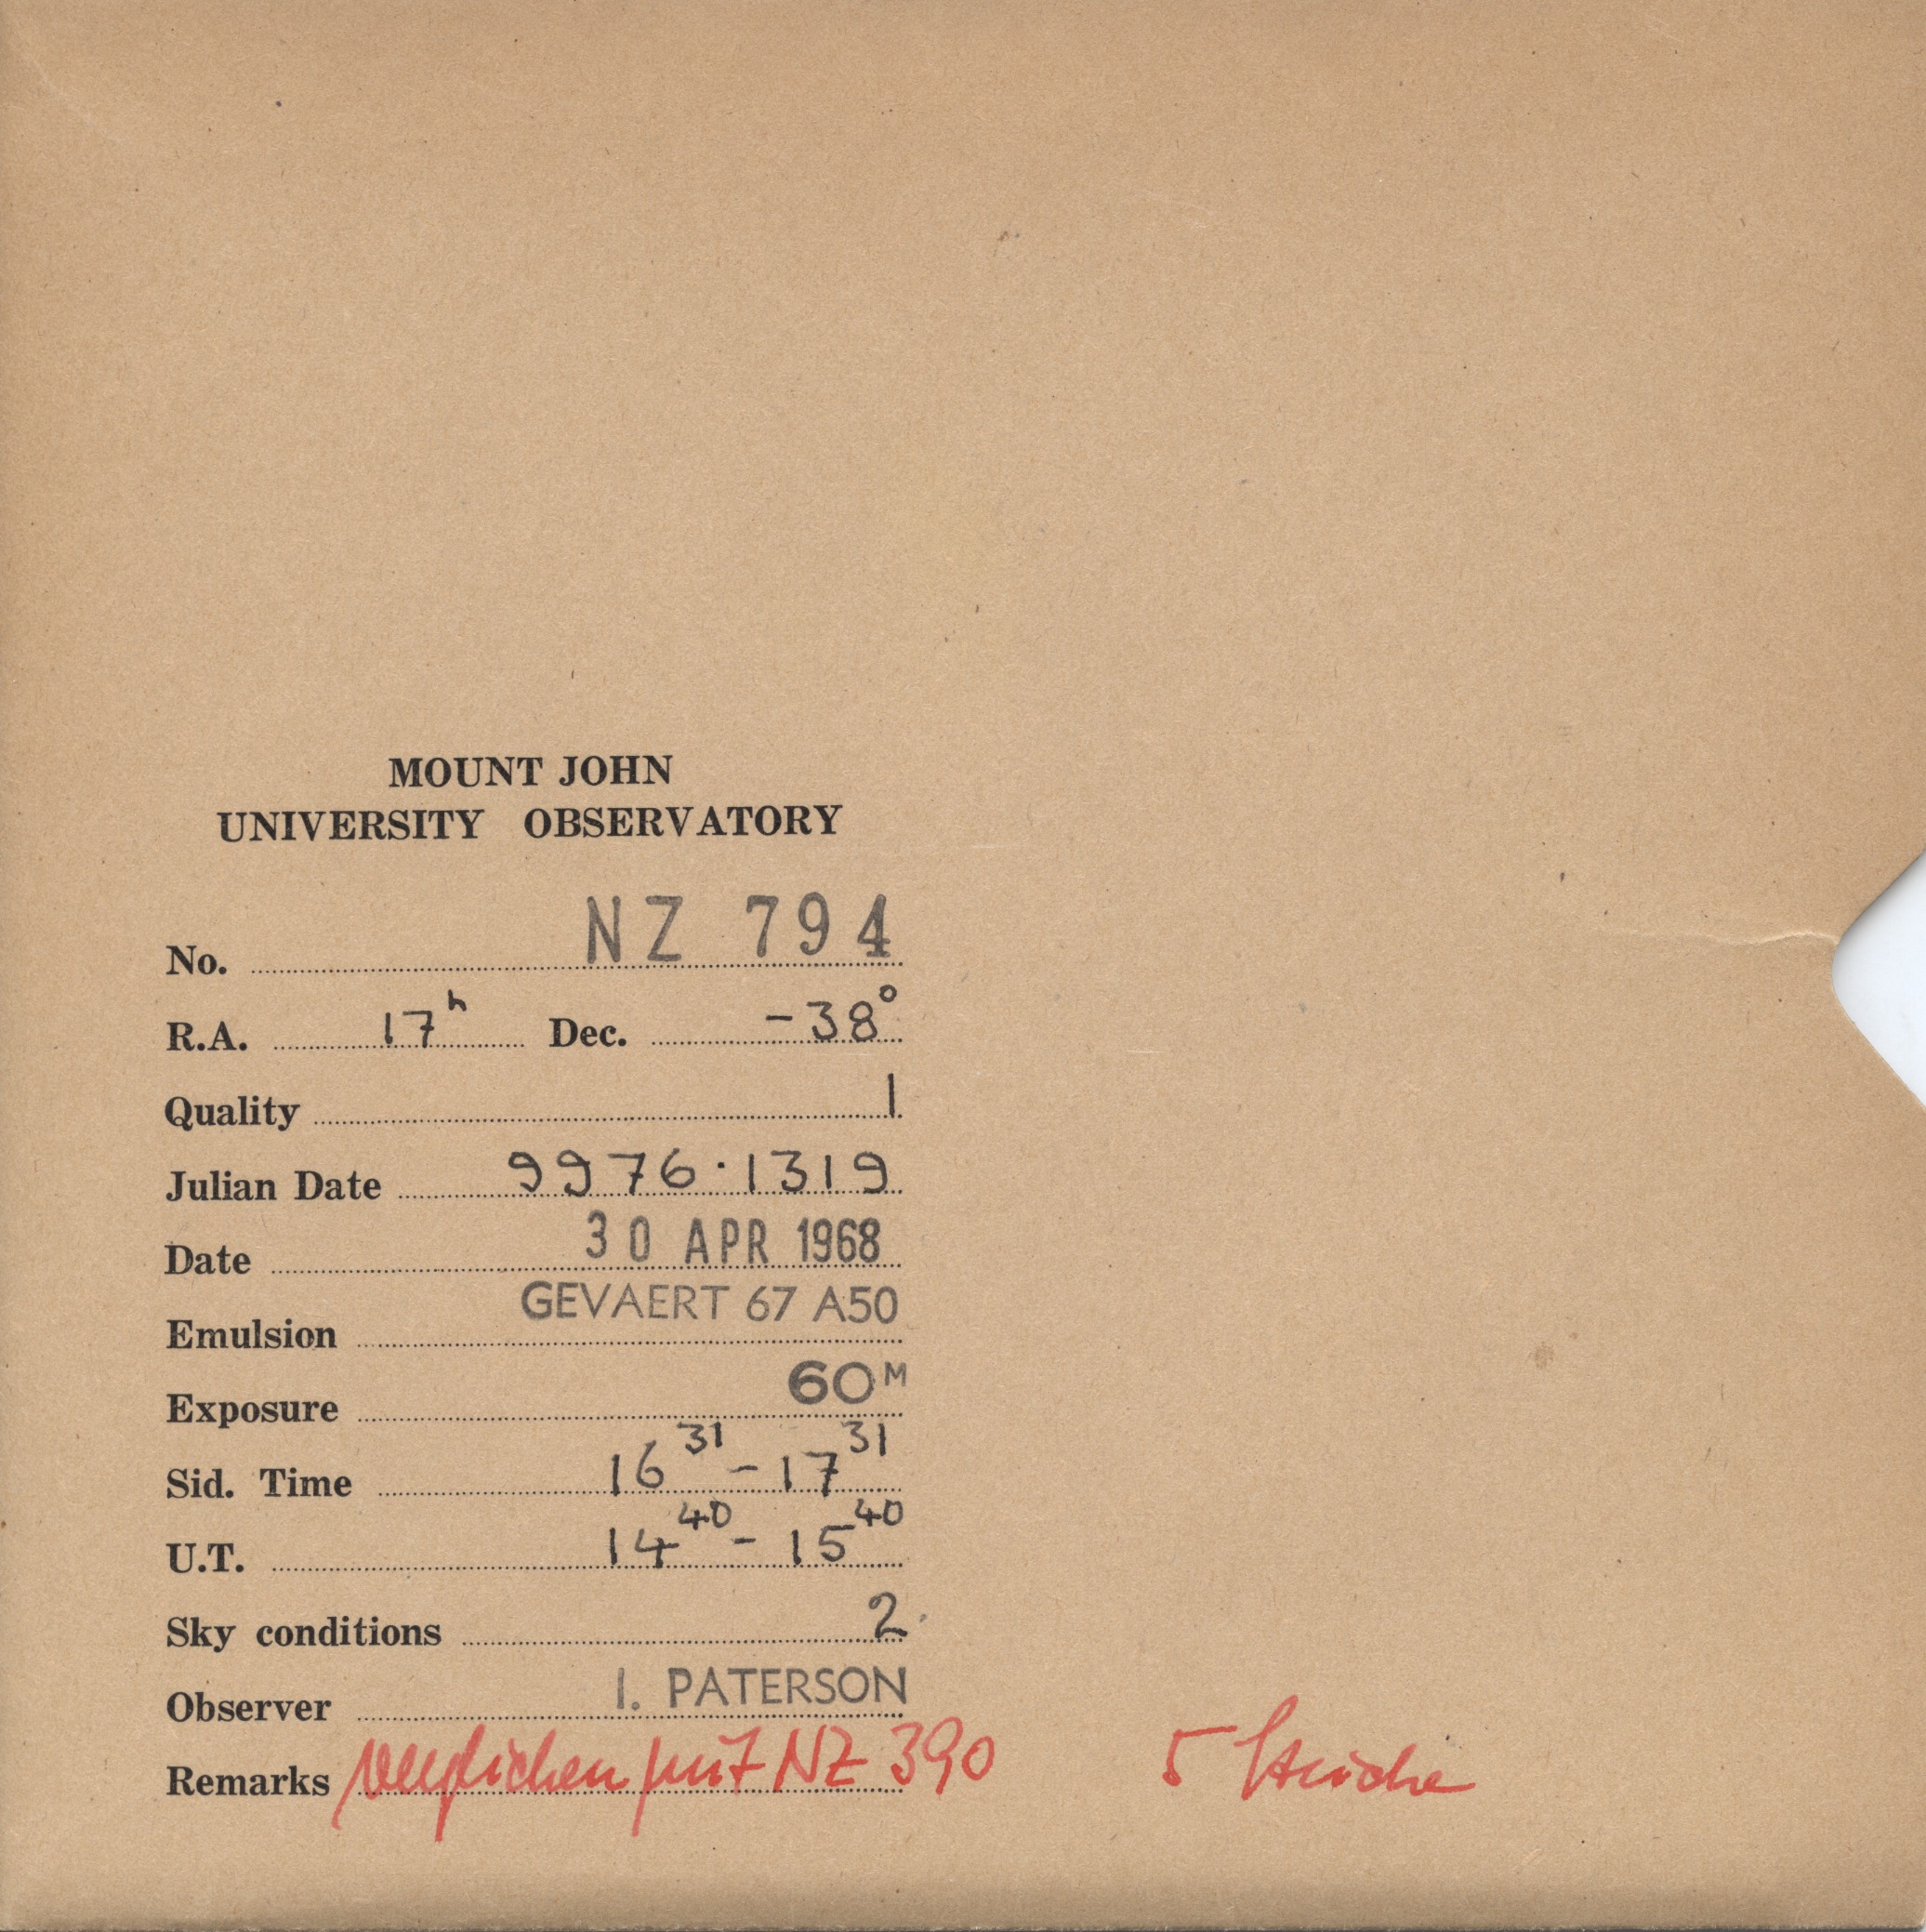 MOUNT JOHN
UNIVERSITY OBSERVATORY
No. NZ 794
R.A. 17h Dec. -38°
Quality 1
Julian Date 9976.1319
Date 30 APR 1968
Emulsion GEVAERT 67 A50
Exposure 60M
Sid. Time 16 31 - 17 31
U.T. 14 40 - 15 40
Sky conditions 2
Observer I. PATERSON
Remarks verglichen mit NZ 390 5 Striche